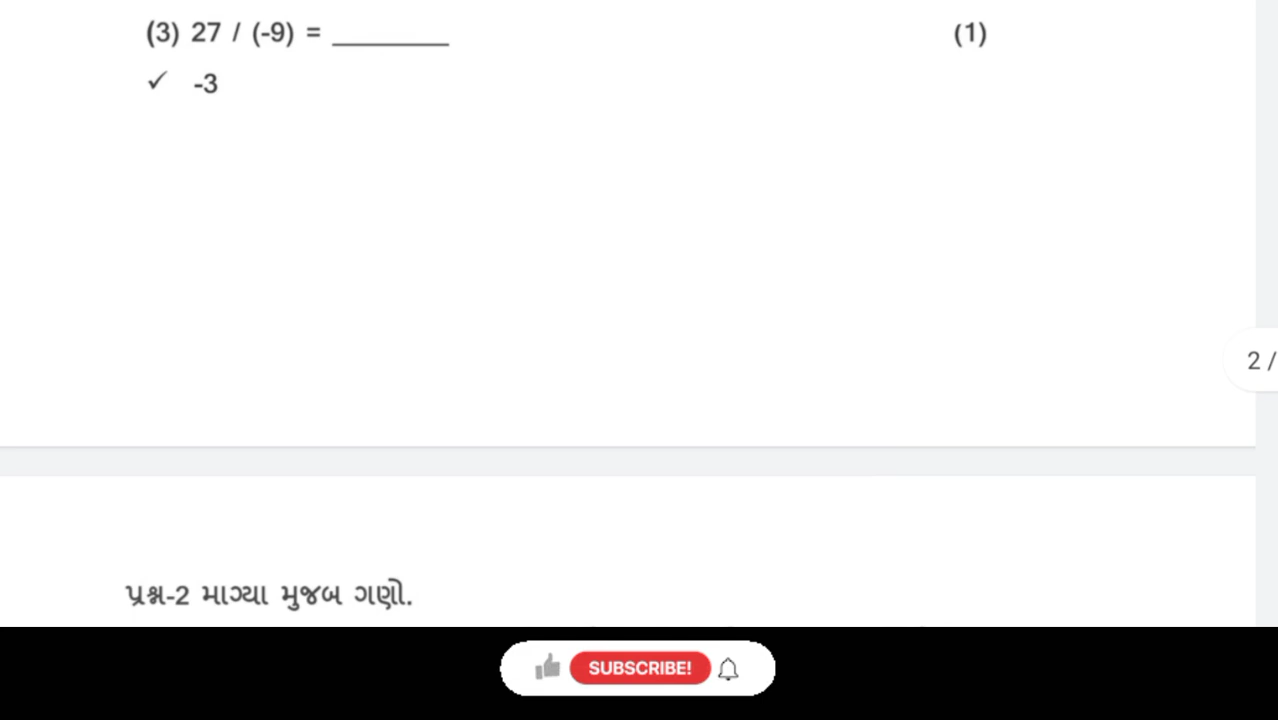 (3) 27 / (-9) = ________ (1)
✓ -3
2 /
પ્રશ્ન-2 માગ્યા મુજબ ગણો.
SUBSCRIBE!